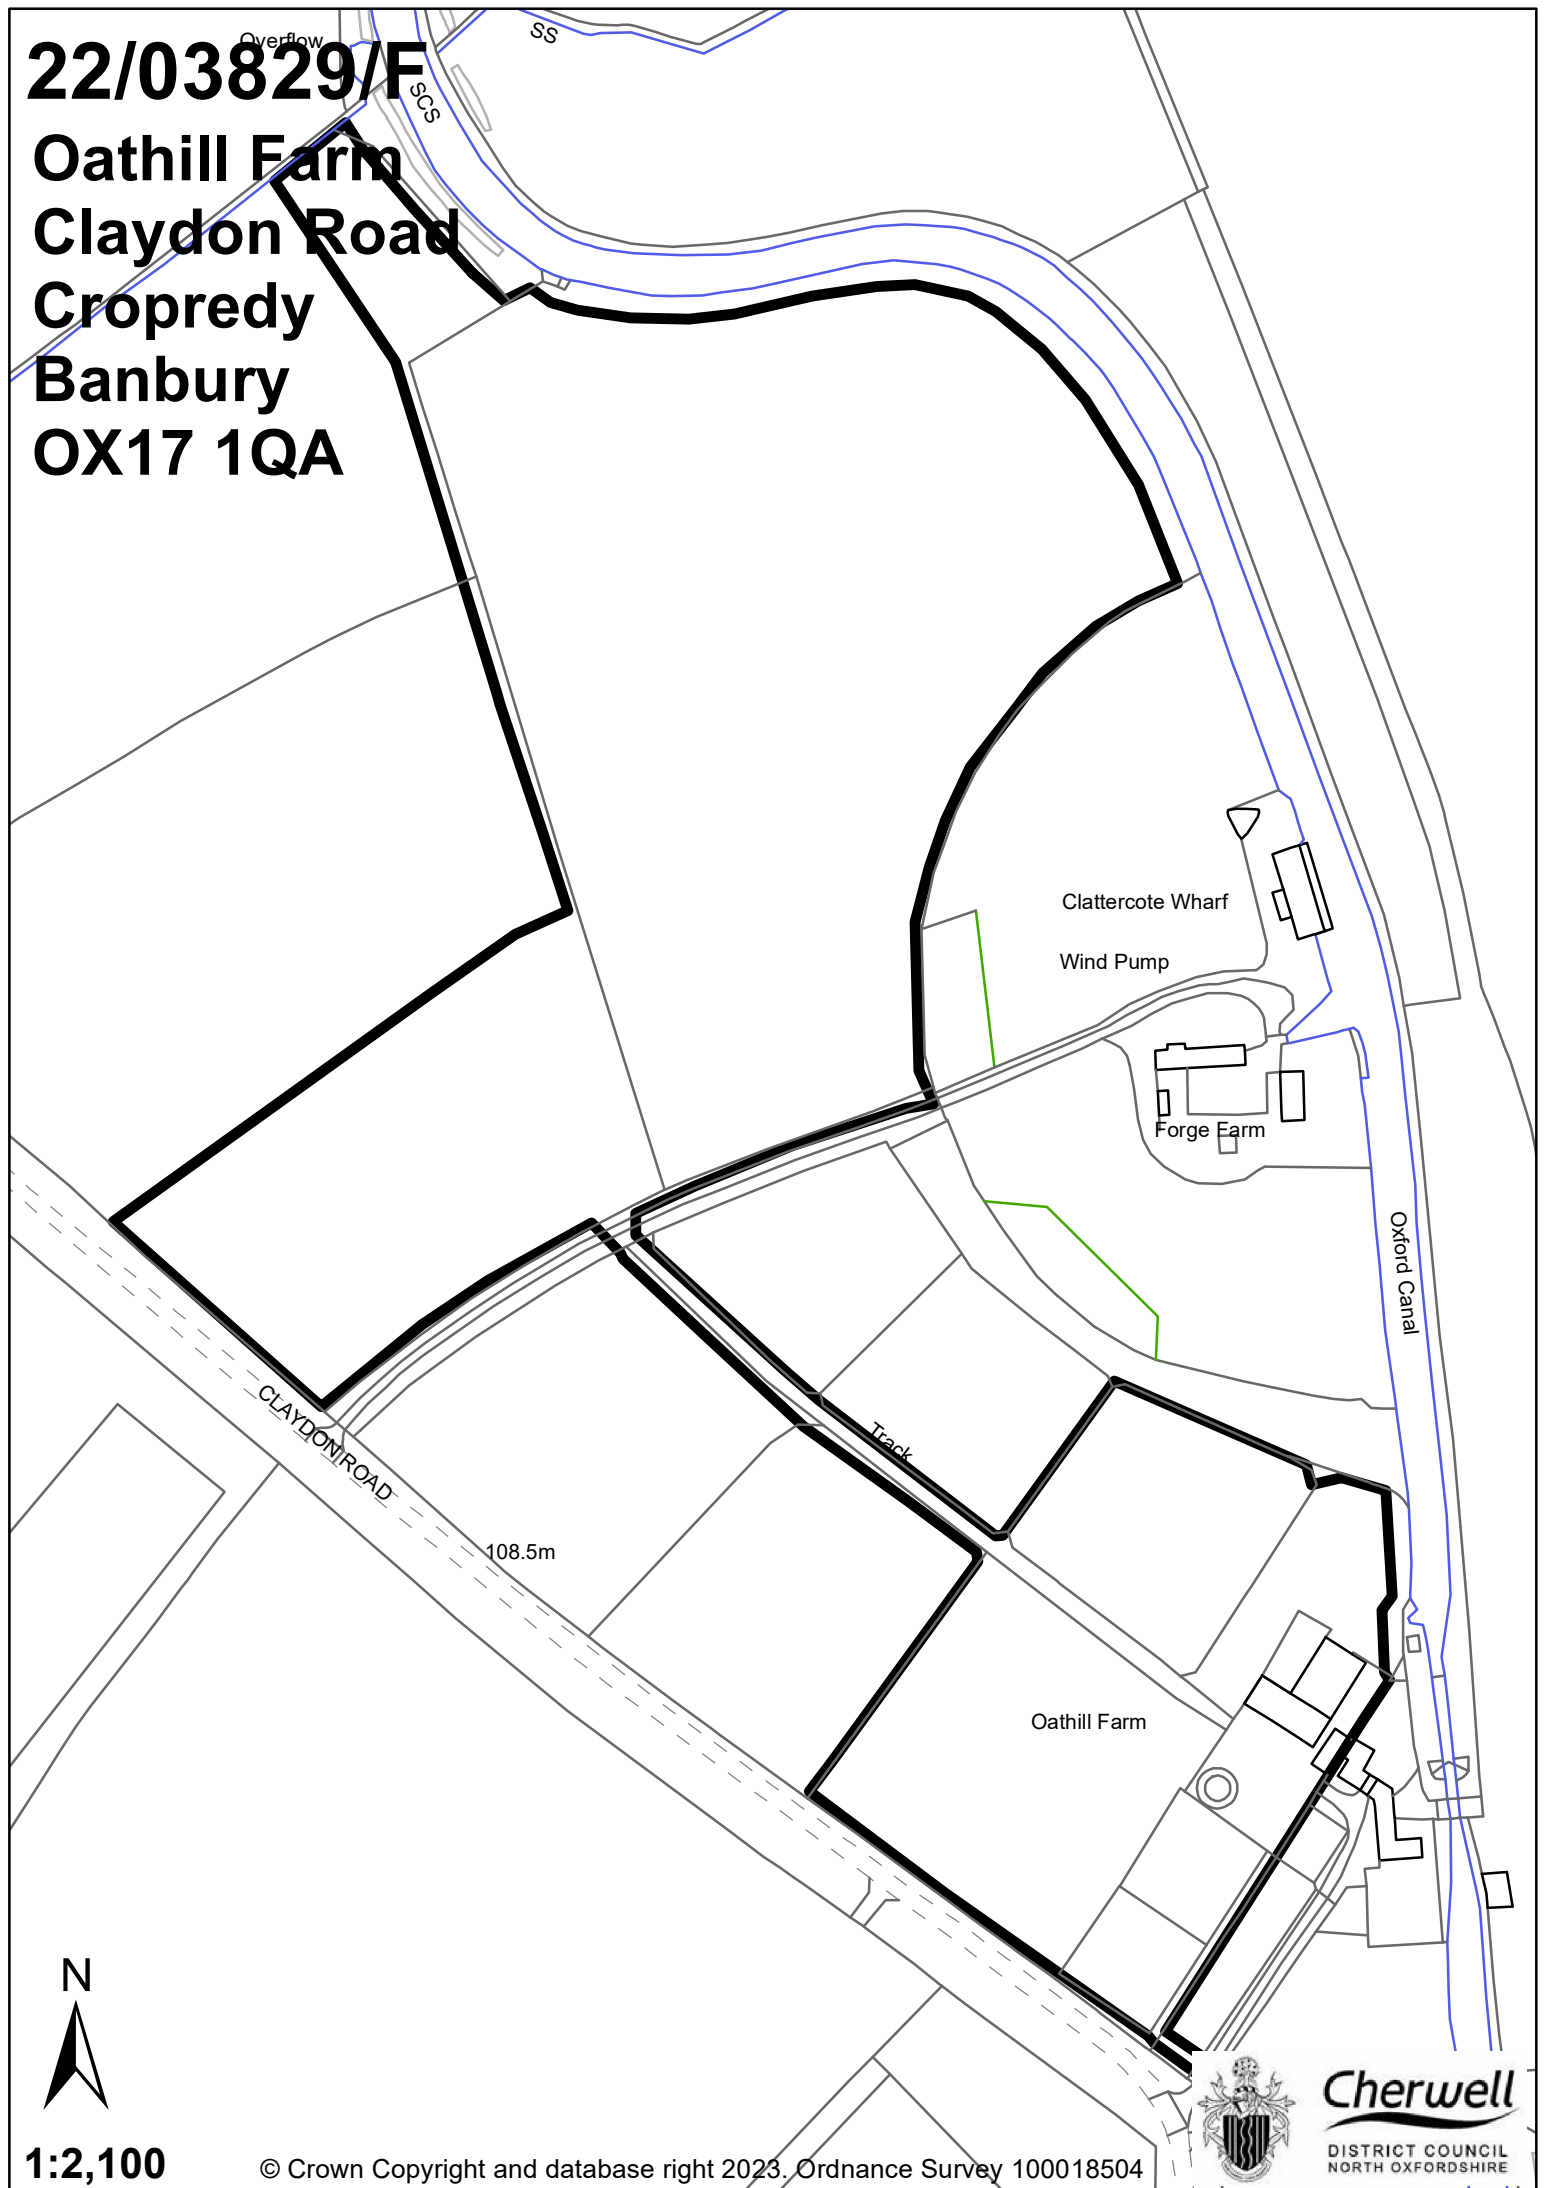 Overflow
22/03829/F
Oathill Farm
Claydon Road
Cropredy
Banbury
OX17 1QA
SS
SCS
Clattercote Wharf
Wind Pump
Forge Farm
Oxford Canal
CLAYDON ROAD
Track
108.5m
Oathill Farm
N
1:2,100
© Crown Copyright and database right 2023. Ordnance Survey 100018504
Cherwell
DISTRICT COUNCIL
NORTH OXFORDSHIRE